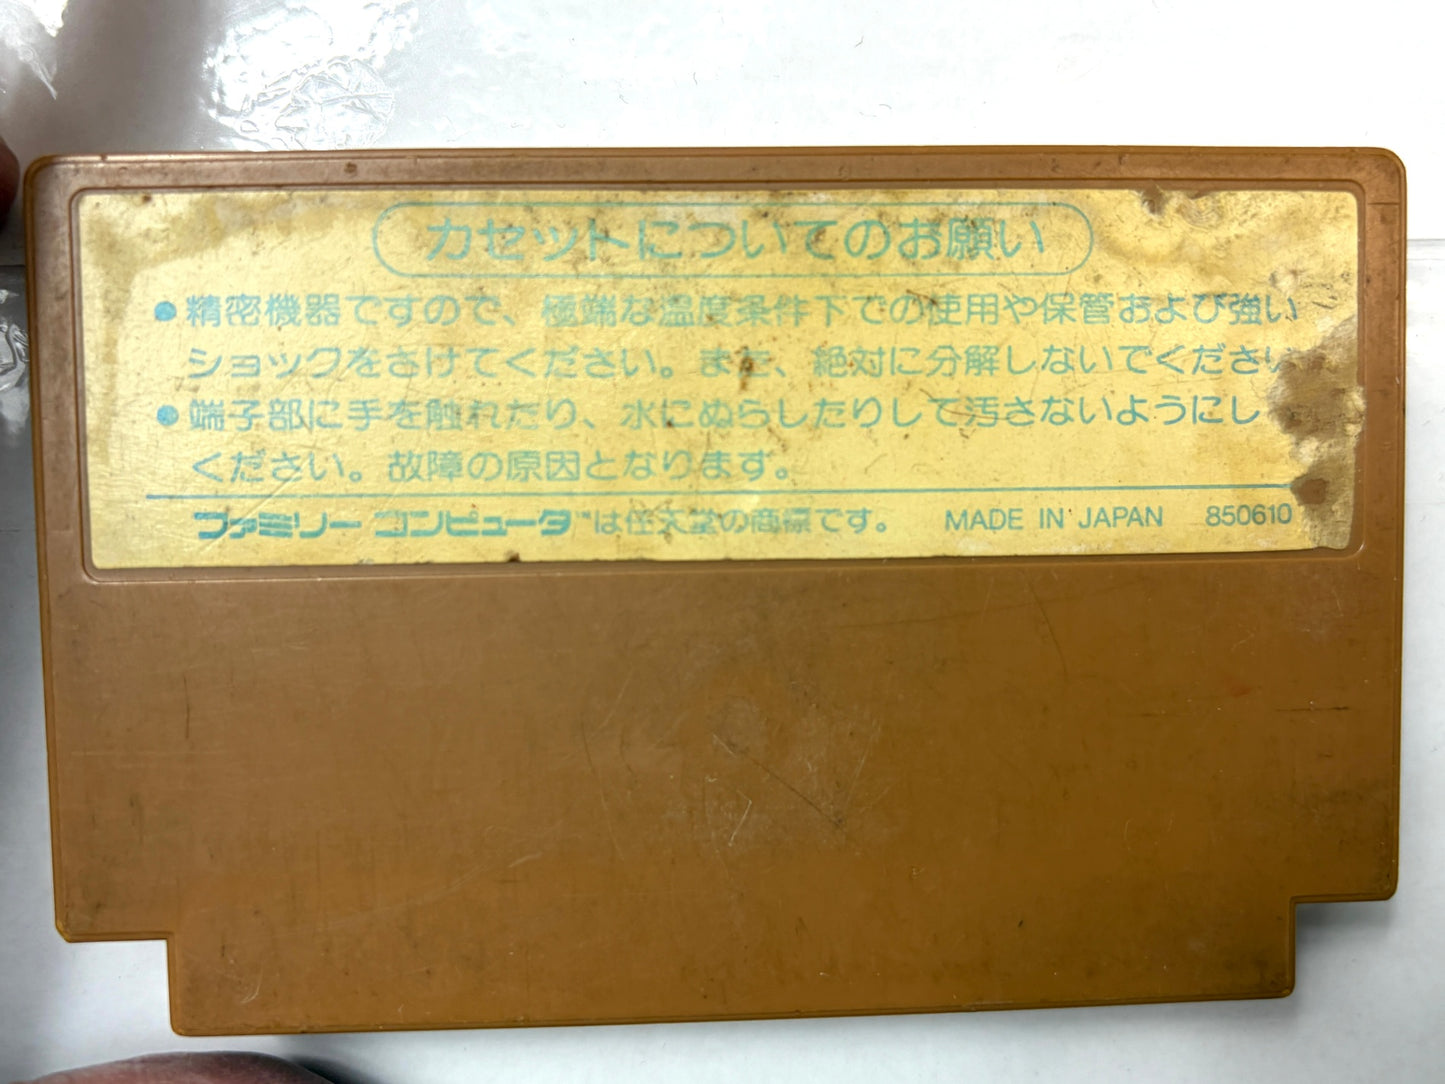 カセットについてのお願い
●精密機器ですので、極端な温度条件下での使用や保管および強い
ショックをさけてください。また、絶対に分解しないでください
●端子部に手を触れたり、水にぬらしたりして汚さないようにし
ください。故障の原因となります。
ファミリー コンピュータ™は任天堂の商標です。 MADE IN JAPAN 850610